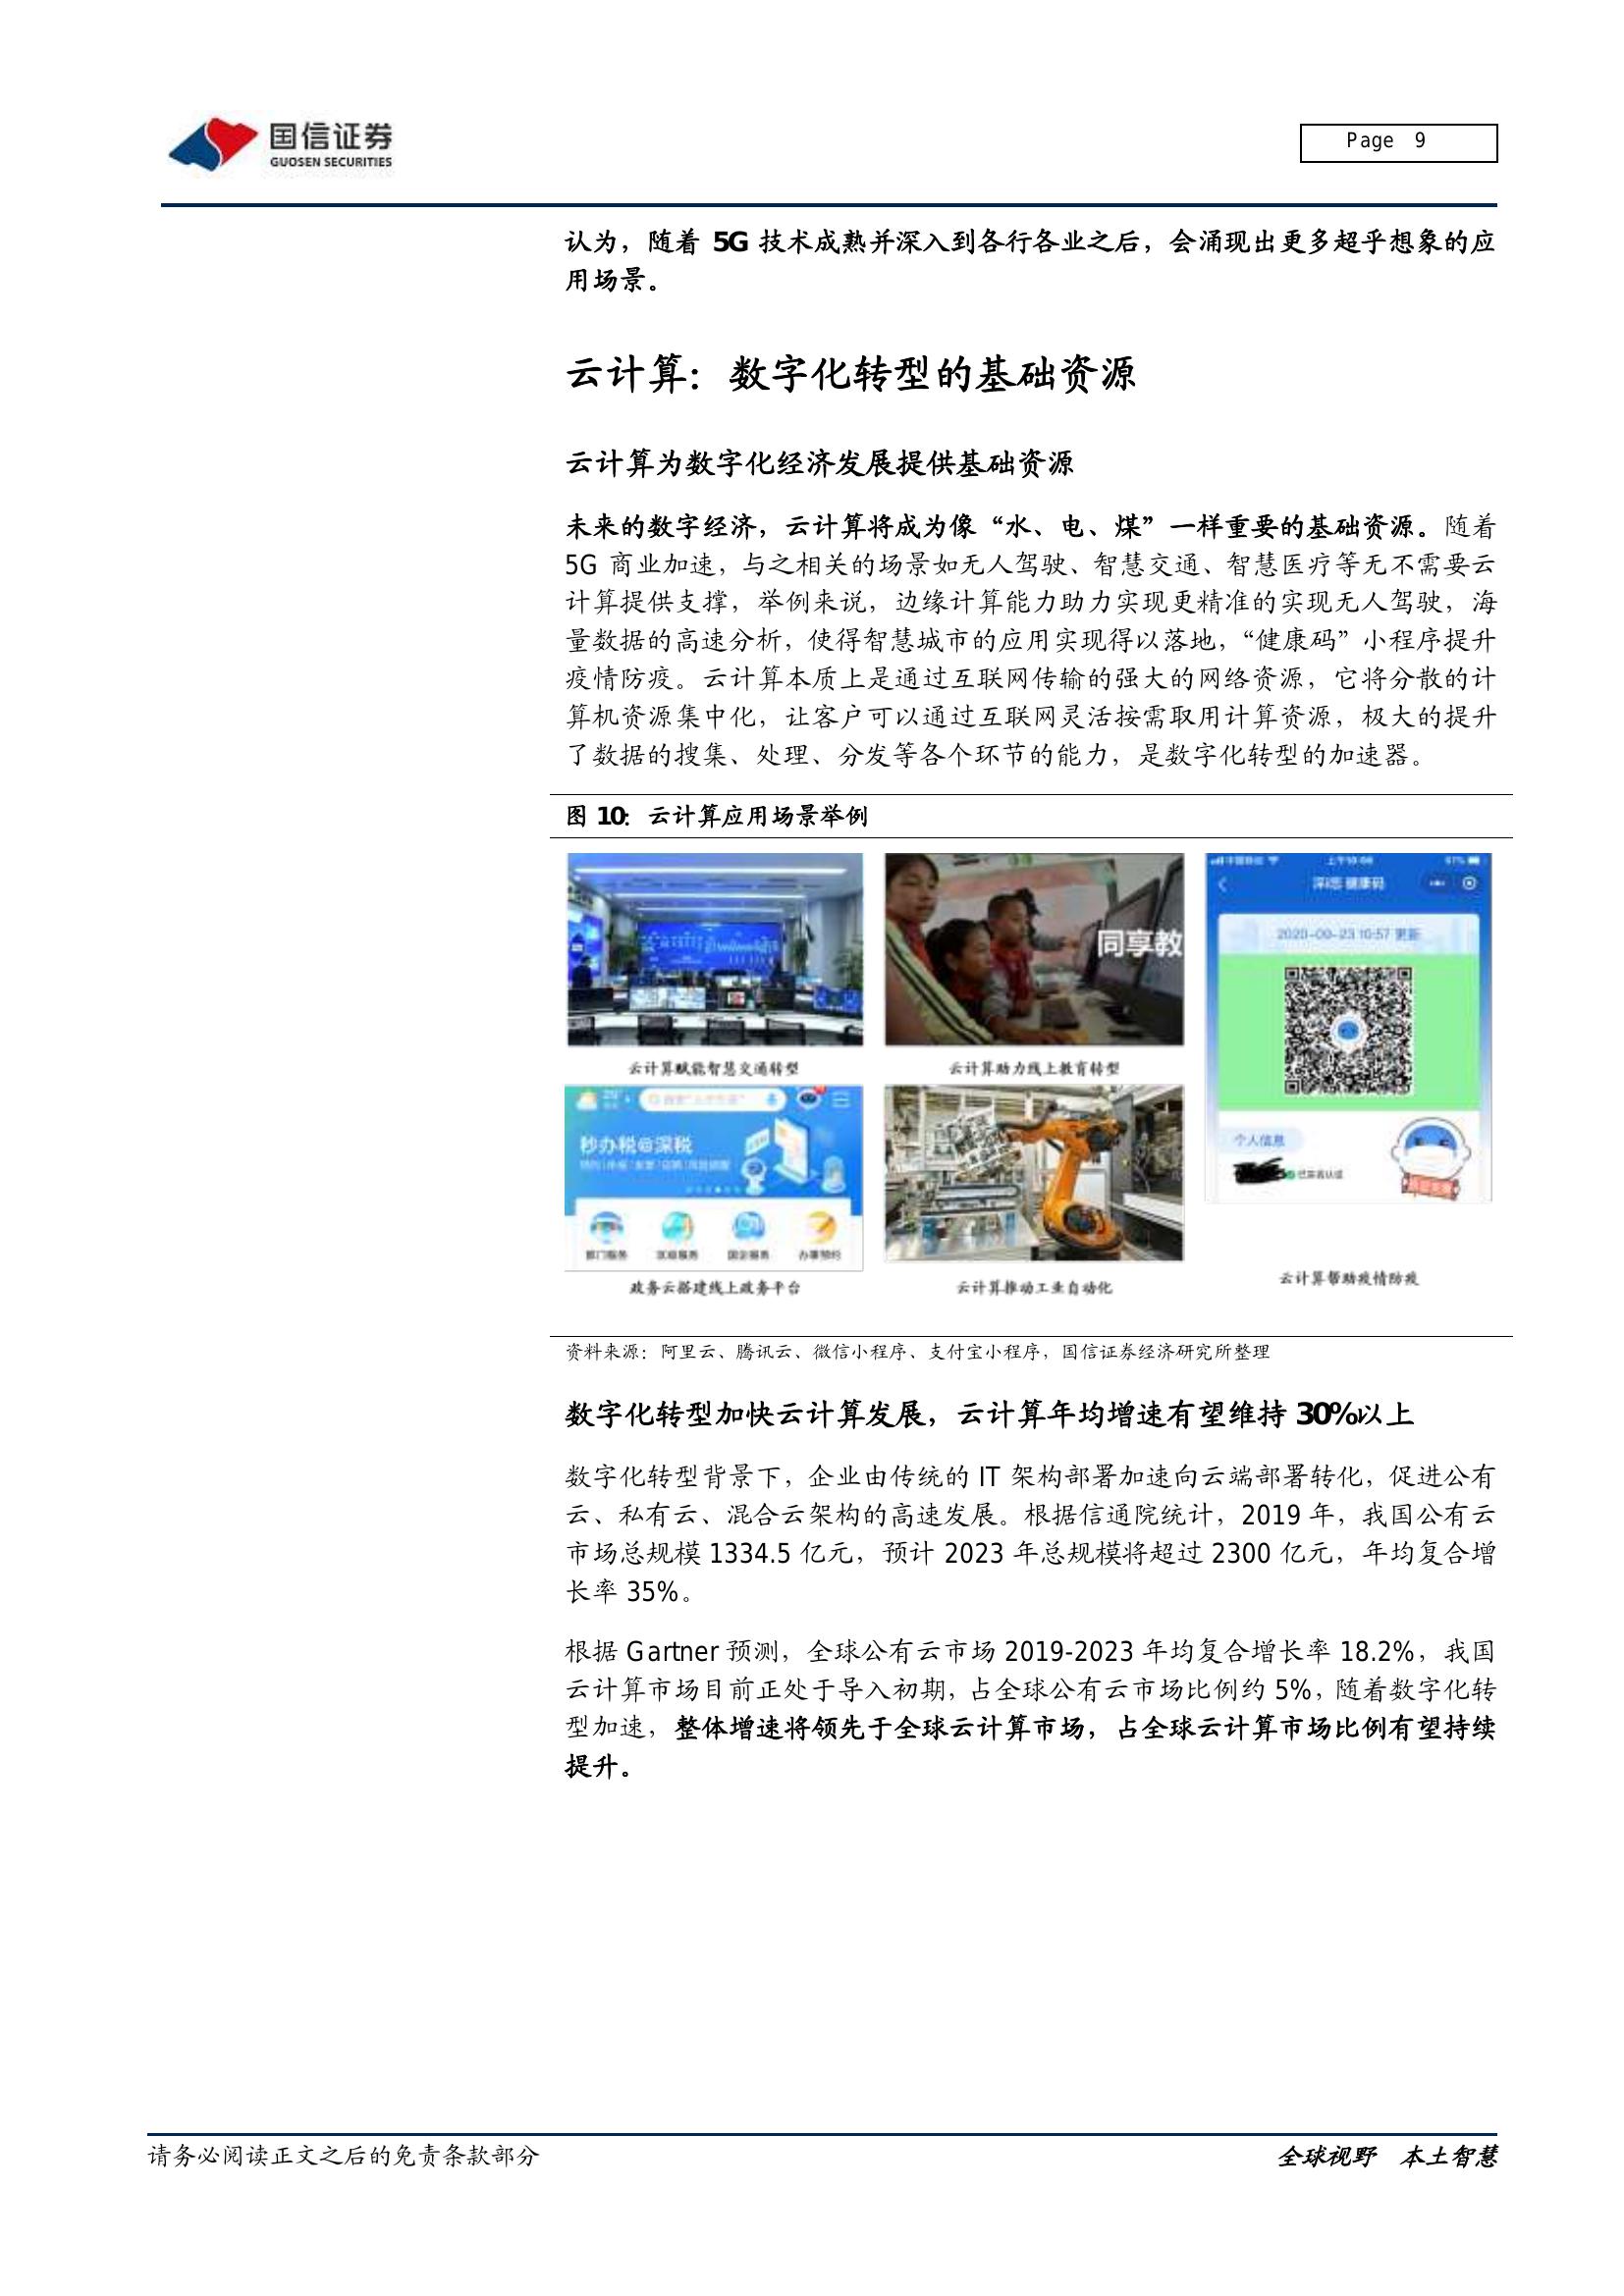 国信证券
GUOSEN SECURITIES
Page 9
认为，随着 5G 技术成熟并深入到各行各业之后，会涌现出更多超乎想象的应
用场景。
云计算：数字化转型的基础资源
云计算为数字化经济发展提供基础资源
未来的数字经济，云计算将成为像“水、电、煤”一样重要的基础资源。随着
5G 商业加速，与之相关的场景如无人驾驶、智慧交通、智慧医疗等无不需要云
计算提供支撑，举例来说，边缘计算能力助力实现更精准的实现无人驾驶，海
量数据的高速分析，使得智慧城市的应用实现得以落地，“健康码”小程序提升
疫情防疫。云计算本质上是通过互联网传输的强大的网络资源，它将分散的计
算机资源集中化，让客户可以通过互联网灵活按需取用计算资源，极大的提升
了数据的搜集、处理、分发等各个环节的能力，是数字化转型的加速器。
图 10：云计算应用场景举例
同享教
上午10:58
深i您 健康码
2020-09-23 10:57 更新
个人信息
云计算赋能智慧交通转型
云计算助力线上教育转型
秒办税@深税
部门服务
区级服务
国企服务
办事预约
政务云搭建线上政务平台
云计算推动工业自动化
云计算帮助疫情防疫
资料来源：阿里云、腾讯云、微信小程序、支付宝小程序，国信证券经济研究所整理
数字化转型加快云计算发展，云计算年均增速有望维持 30%以上
数字化转型背景下，企业由传统的 IT 架构部署加速向云端部署转化，促进公有
云、私有云、混合云架构的高速发展。根据信通院统计，2019 年，我国公有云
市场总规模 1334.5 亿元，预计 2023 年总规模将超过 2300 亿元，年均复合增
长率 35%。
根据 Gartner 预测，全球公有云市场 2019-2023 年均复合增长率 18.2%，我国
云计算市场目前正处于导入初期，占全球公有云市场比例约 5%，随着数字化转
型加速，整体增速将领先于全球云计算市场，占全球云计算市场比例有望持续
提升。
请务必阅读正文之后的免责条款部分
全球视野 本土智慧